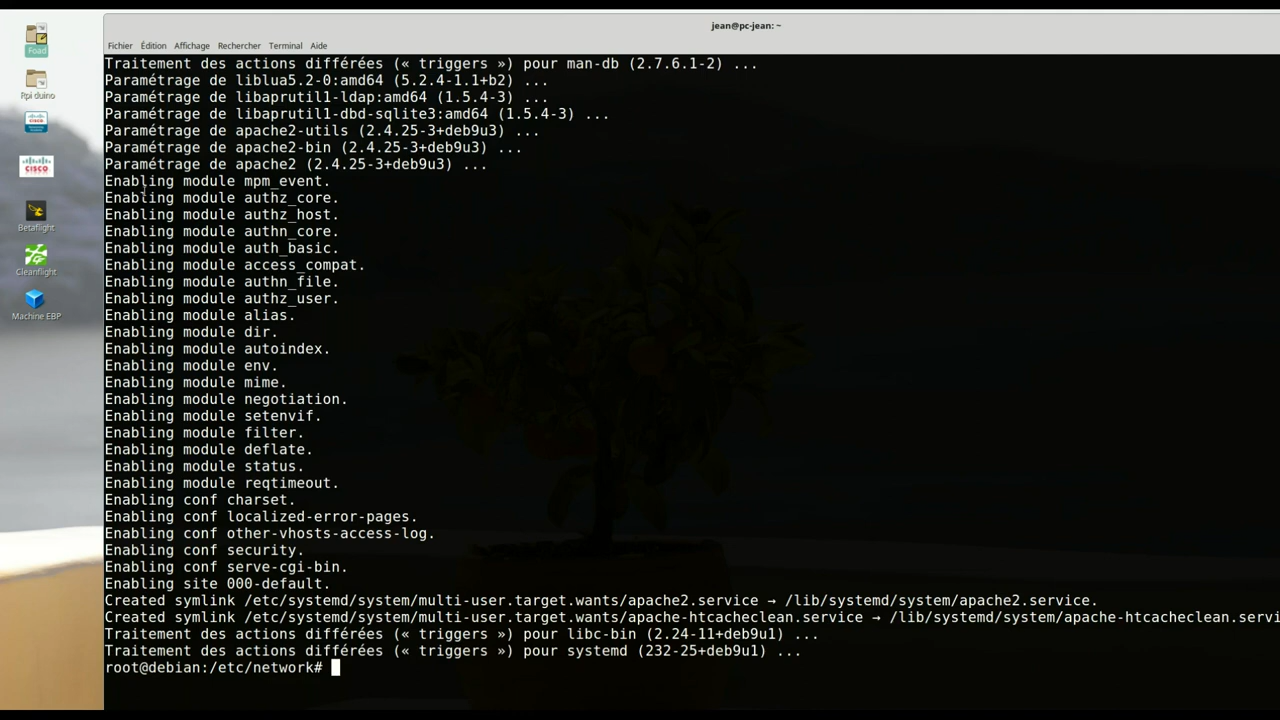 jean@pc-jean: ~
Fichier Édition Affichage Rechercher Terminal Aide
Foad
Rpi duino
CISCO
Betaflight
Cleanflight
Machine EBP
Traitement des actions différées (« triggers ») pour man-db (2.7.6.1-2) ...
Paramétrage de liblua5.2-0:amd64 (5.2.4-1.1+b2) ...
Paramétrage de libaprutil1-ldap:amd64 (1.5.4-3) ...
Paramétrage de libaprutil1-dbd-sqlite3:amd64 (1.5.4-3) ...
Paramétrage de apache2-utils (2.4.25-3+deb9u3) ...
Paramétrage de apache2-bin (2.4.25-3+deb9u3) ...
Paramétrage de apache2 (2.4.25-3+deb9u3) ...
Enabling module mpm_event.
Enabling module authz_core.
Enabling module authz_host.
Enabling module authn_core.
Enabling module auth_basic.
Enabling module access_compat.
Enabling module authn_file.
Enabling module authz_user.
Enabling module alias.
Enabling module dir.
Enabling module autoindex.
Enabling module env.
Enabling module mime.
Enabling module negotiation.
Enabling module setenvif.
Enabling module filter.
Enabling module deflate.
Enabling module status.
Enabling module reqtimeout.
Enabling conf charset.
Enabling conf localized-error-pages.
Enabling conf other-vhosts-access-log.
Enabling conf security.
Enabling conf serve-cgi-bin.
Enabling site 000-default.
Created symlink /etc/systemd/system/multi-user.target.wants/apache2.service → /lib/systemd/system/apache2.service.
Created symlink /etc/systemd/system/multi-user.target.wants/apache-htcacheclean.service → /lib/systemd/system/apache-htcacheclean.servi
Traitement des actions différées (« triggers ») pour libc-bin (2.24-11+deb9u1) ...
Traitement des actions différées (« triggers ») pour systemd (232-25+deb9u1) ...
root@debian:/etc/network#